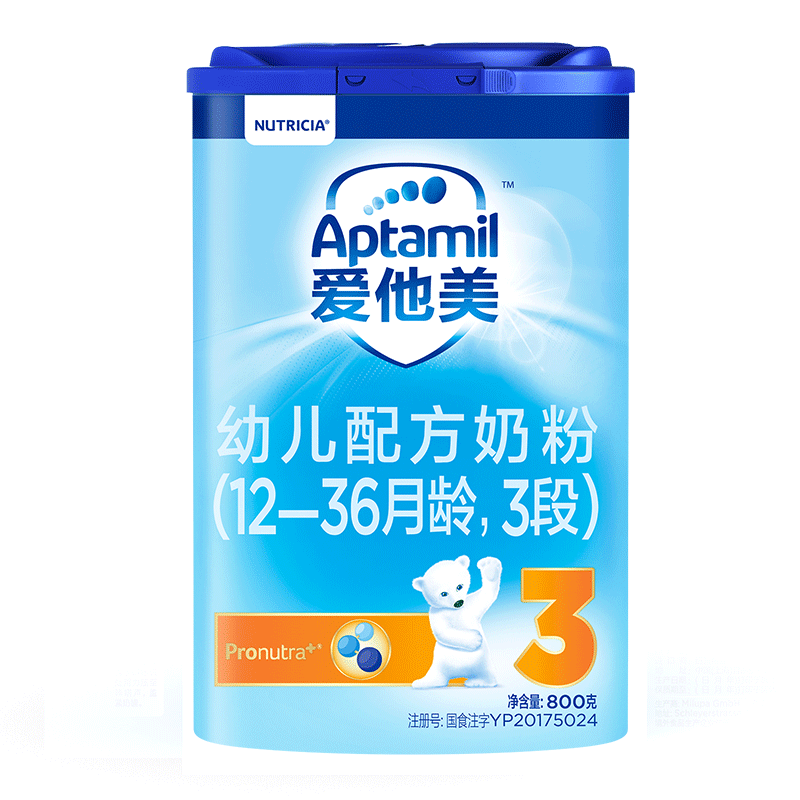 NUTRICIA®
Aptamil
TM
爱他美
幼儿配方奶粉
(12—36月龄, 3段)
3
Pronutra+*
净含量: 800克
注册号: 国食注字YP20175024